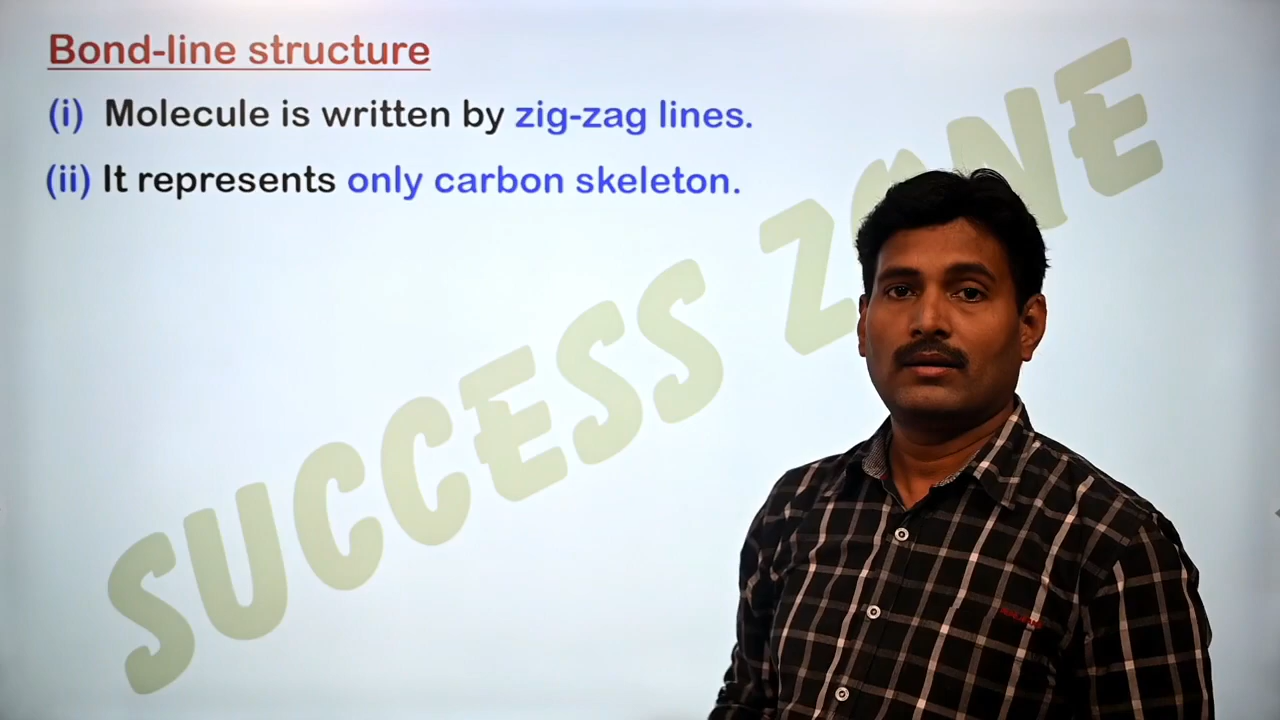 Bond-line structure
(i) Molecule is written by zig-zag lines.
(ii) It represents only carbon skeleton.
SUCCESS ZONE